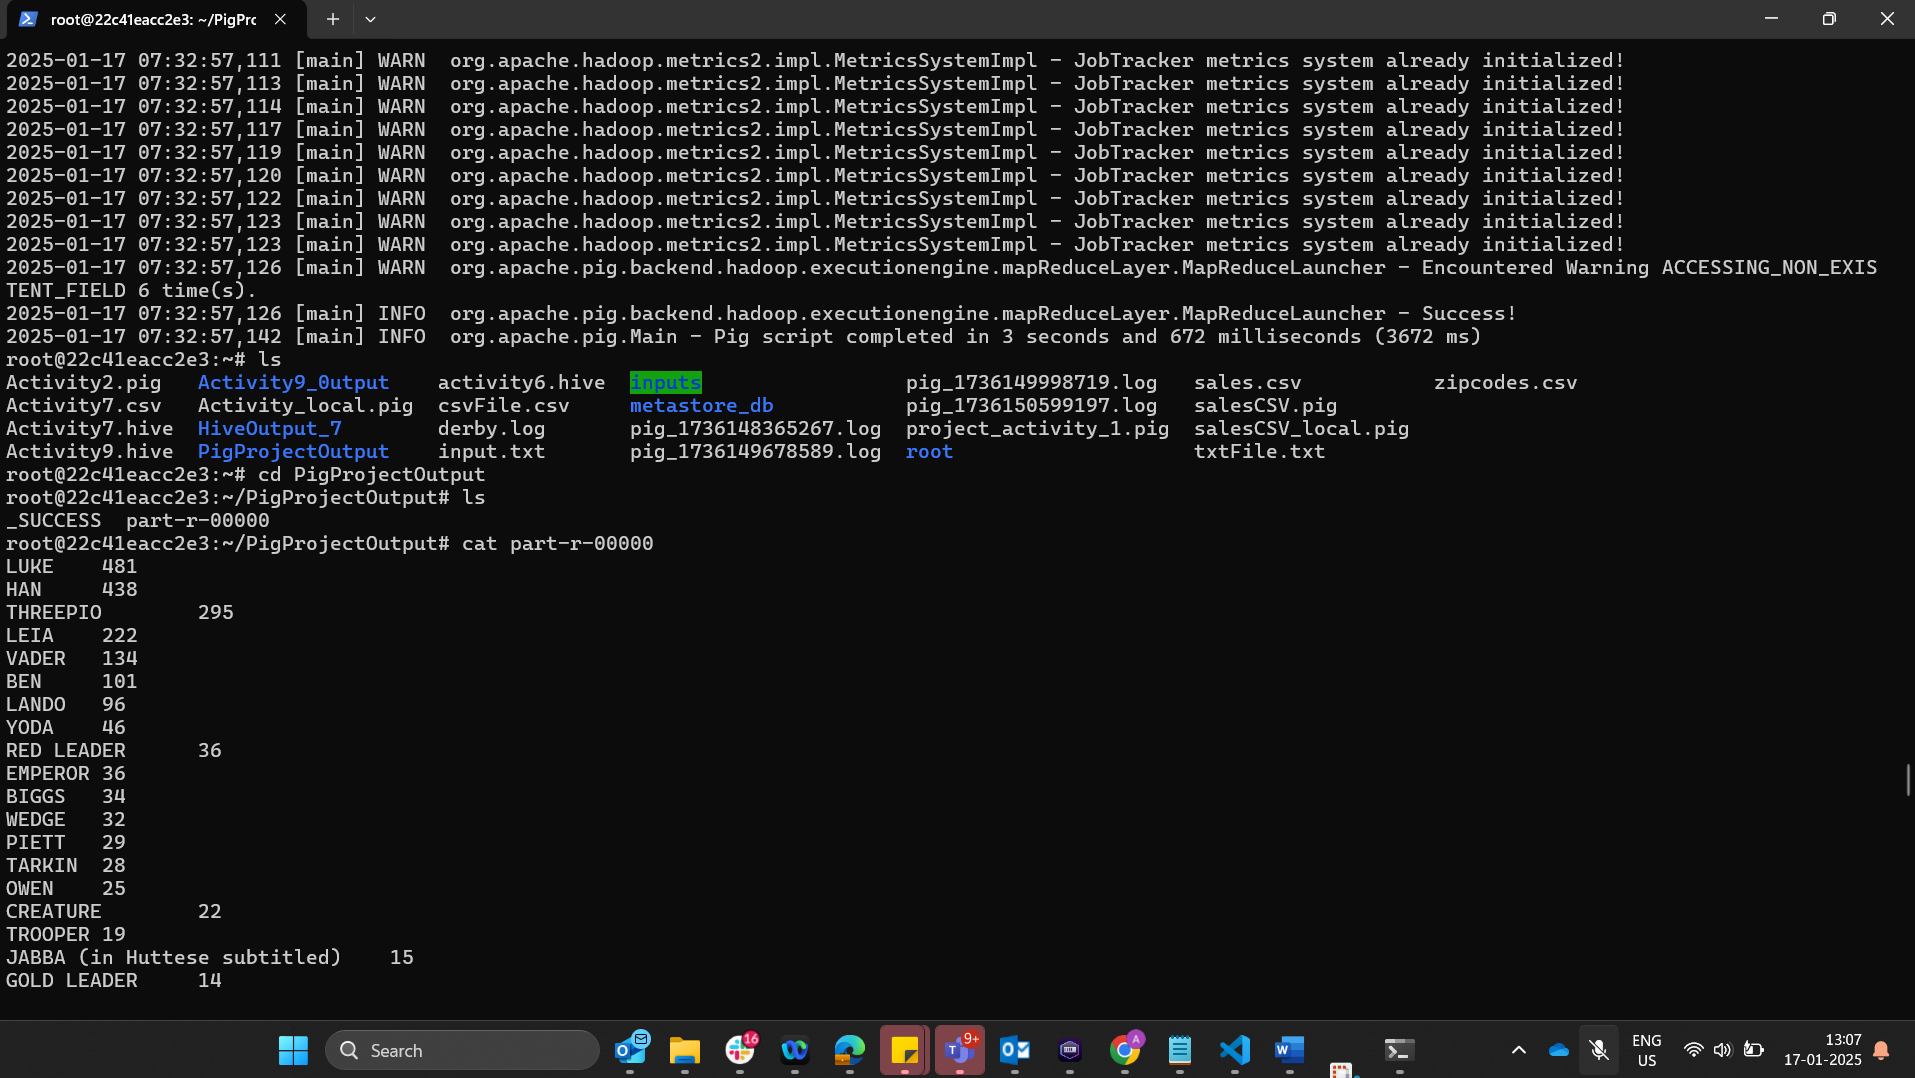 root@22c41eacc2e3: ~/PigPro
2025-01-17 07:32:57,111 [main] WARN  org.apache.hadoop.metrics2.impl.MetricsSystemImpl - JobTracker metrics system already initialized!
2025-01-17 07:32:57,113 [main] WARN  org.apache.hadoop.metrics2.impl.MetricsSystemImpl - JobTracker metrics system already initialized!
2025-01-17 07:32:57,114 [main] WARN  org.apache.hadoop.metrics2.impl.MetricsSystemImpl - JobTracker metrics system already initialized!
2025-01-17 07:32:57,117 [main] WARN  org.apache.hadoop.metrics2.impl.MetricsSystemImpl - JobTracker metrics system already initialized!
2025-01-17 07:32:57,119 [main] WARN  org.apache.hadoop.metrics2.impl.MetricsSystemImpl - JobTracker metrics system already initialized!
2025-01-17 07:32:57,120 [main] WARN  org.apache.hadoop.metrics2.impl.MetricsSystemImpl - JobTracker metrics system already initialized!
2025-01-17 07:32:57,122 [main] WARN  org.apache.hadoop.metrics2.impl.MetricsSystemImpl - JobTracker metrics system already initialized!
2025-01-17 07:32:57,123 [main] WARN  org.apache.hadoop.metrics2.impl.MetricsSystemImpl - JobTracker metrics system already initialized!
2025-01-17 07:32:57,123 [main] WARN  org.apache.hadoop.metrics2.impl.MetricsSystemImpl - JobTracker metrics system already initialized!
2025-01-17 07:32:57,126 [main] WARN  org.apache.pig.backend.hadoop.executionengine.mapReduceLayer.MapReduceLauncher - Encountered Warning ACCESSING_NON_EXIS
TENT_FIELD 6 time(s).
2025-01-17 07:32:57,126 [main] INFO  org.apache.pig.backend.hadoop.executionengine.mapReduceLayer.MapReduceLauncher - Success!
2025-01-17 07:32:57,142 [main] INFO  org.apache.pig.Main - Pig script completed in 3 seconds and 672 milliseconds (3672 ms)
root@22c41eacc2e3:~# ls
Activity2.pig   Activity9_0utput    activity6.hive  inputs                 pig_1736149998719.log  sales.csv           zipcodes.csv
Activity7.csv   Activity_local.pig  csvFile.csv     metastore_db           pig_1736150599197.log  salesCSV.pig
Activity7.hive  HiveOutput_7        derby.log       pig_1736148365267.log  project_activity_1.pig  salesCSV_local.pig
Activity9.hive  PigProjectOutput    input.txt       pig_1736149678589.log  root                   txtFile.txt
root@22c41eacc2e3:~# cd PigProjectOutput
root@22c41eacc2e3:~/PigProjectOutput# ls
_SUCCESS  part-r-00000
root@22c41eacc2e3:~/PigProjectOutput# cat part-r-00000
LUKE    481
HAN     438
THREEPIO        295
LEIA    222
VADER   134
BEN     101
LANDO   96
YODA    46
RED LEADER      36
EMPEROR 36
BIGGS   34
WEDGE   32
PIETT   29
TARKIN  28
OWEN    25
CREATURE        22
TROOPER 19
JABBA (in Huttese subtitled)    15
GOLD LEADER     14
Search
16
9+
A
ENG
US
13:07
17-01-2025